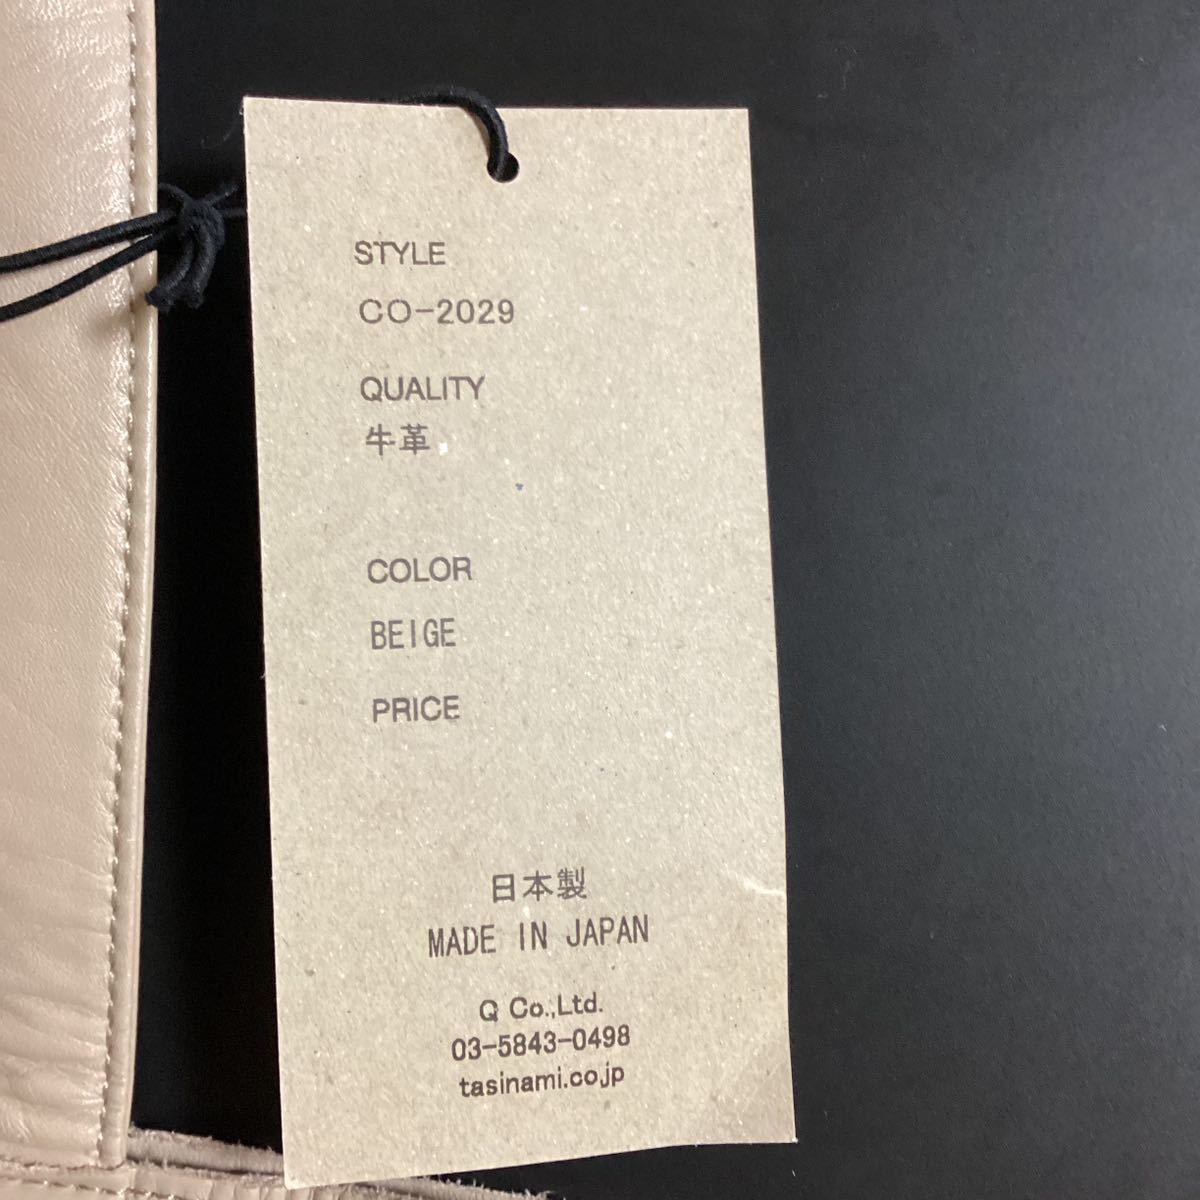 STYLE
CO-2029
QUALITY
牛革
COLOR
BEIGE
PRICE
日本製
MADE IN JAPAN
Q Co.,Ltd.
03-5843-0498
tasinami.co.jp